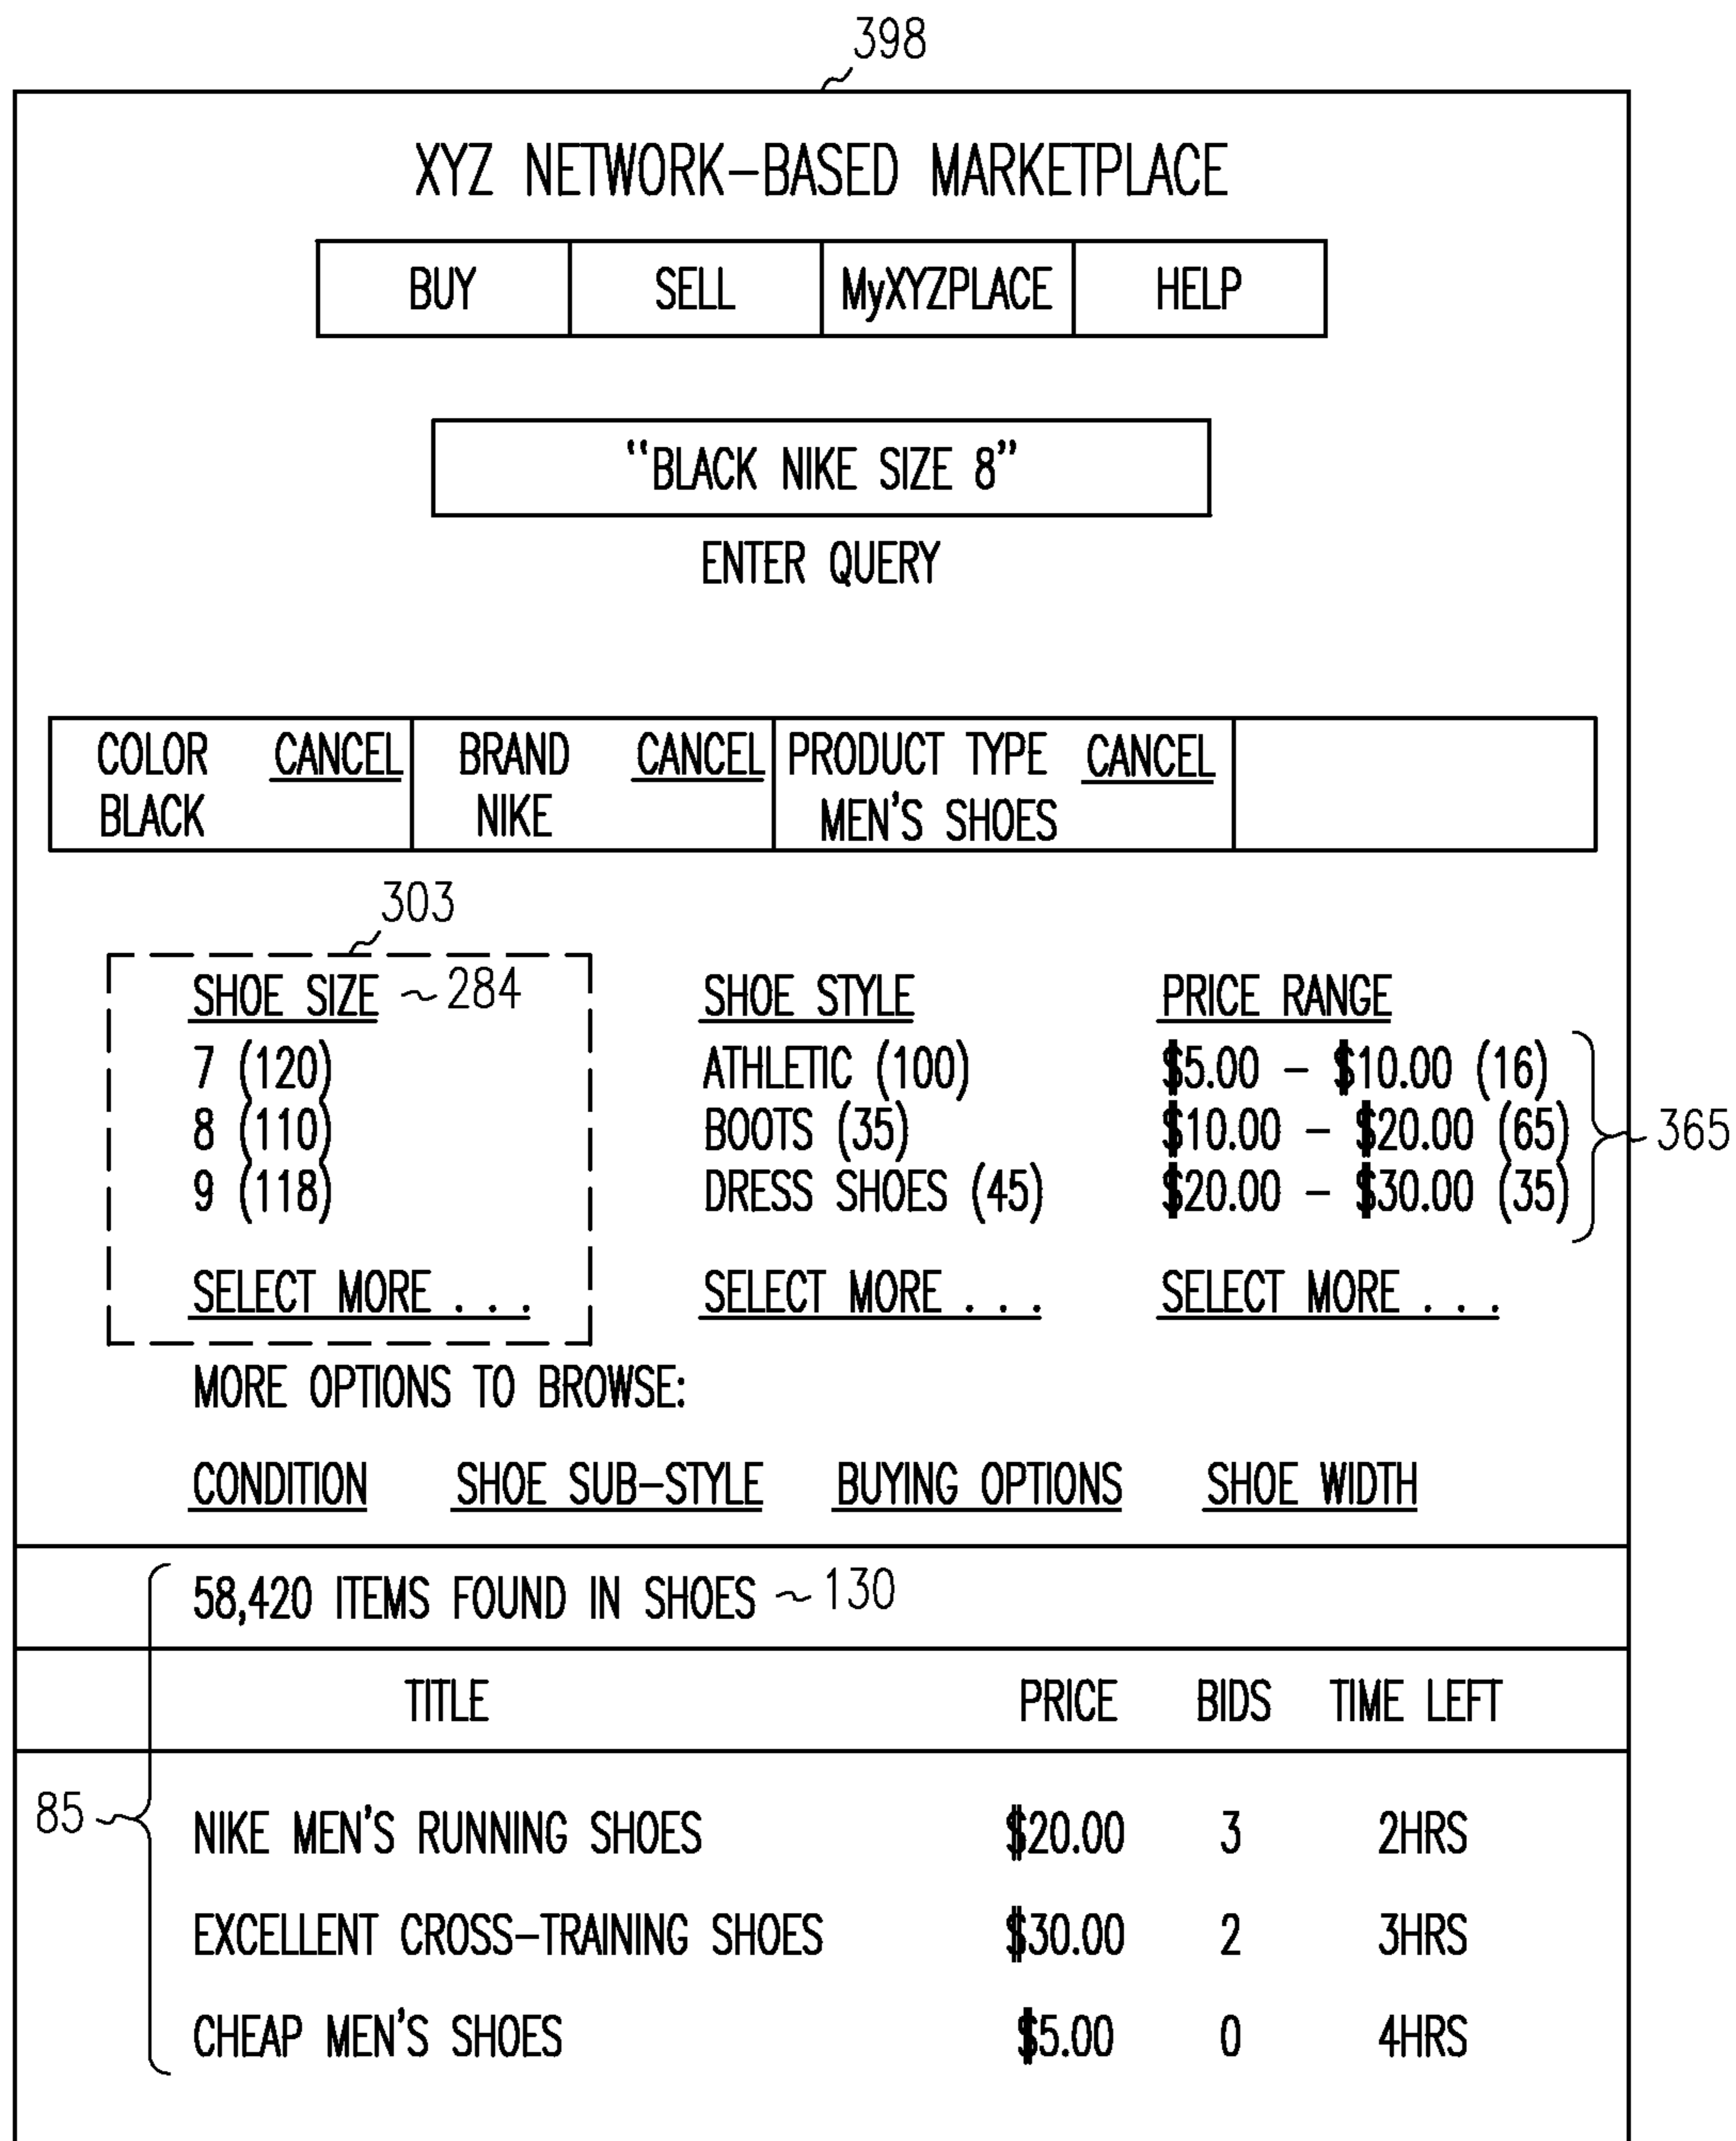 398
XYZ NETWORK-BASED MARKETPLACE
BUY SELL MyXYZPLACE HELP
“BLACK NIKE SIZE 8”
ENTER QUERY
COLOR CANCEL BRAND CANCEL PRODUCT TYPE CANCEL
BLACK NIKE MEN'S SHOES
303
SHOE SIZE ~284 SHOE STYLE PRICE RANGE
7 (120) ATHLETIC (100) $5.00 - $10.00 (16)
8 (110) BOOTS (35) $10.00 - $20.00 (65) 365
9 (118) DRESS SHOES (45) $20.00 - $30.00 (35)
SELECT MORE . . . SELECT MORE . . . SELECT MORE . . .
MORE OPTIONS TO BROWSE:
CONDITION SHOE SUB-STYLE BUYING OPTIONS SHOE WIDTH
58,420 ITEMS FOUND IN SHOES ~130
TITLE PRICE BIDS TIME LEFT
85
NIKE MEN'S RUNNING SHOES $20.00 3 2HRS
EXCELLENT CROSS-TRAINING SHOES $30.00 2 3HRS
CHEAP MEN'S SHOES $5.00 0 4HRS